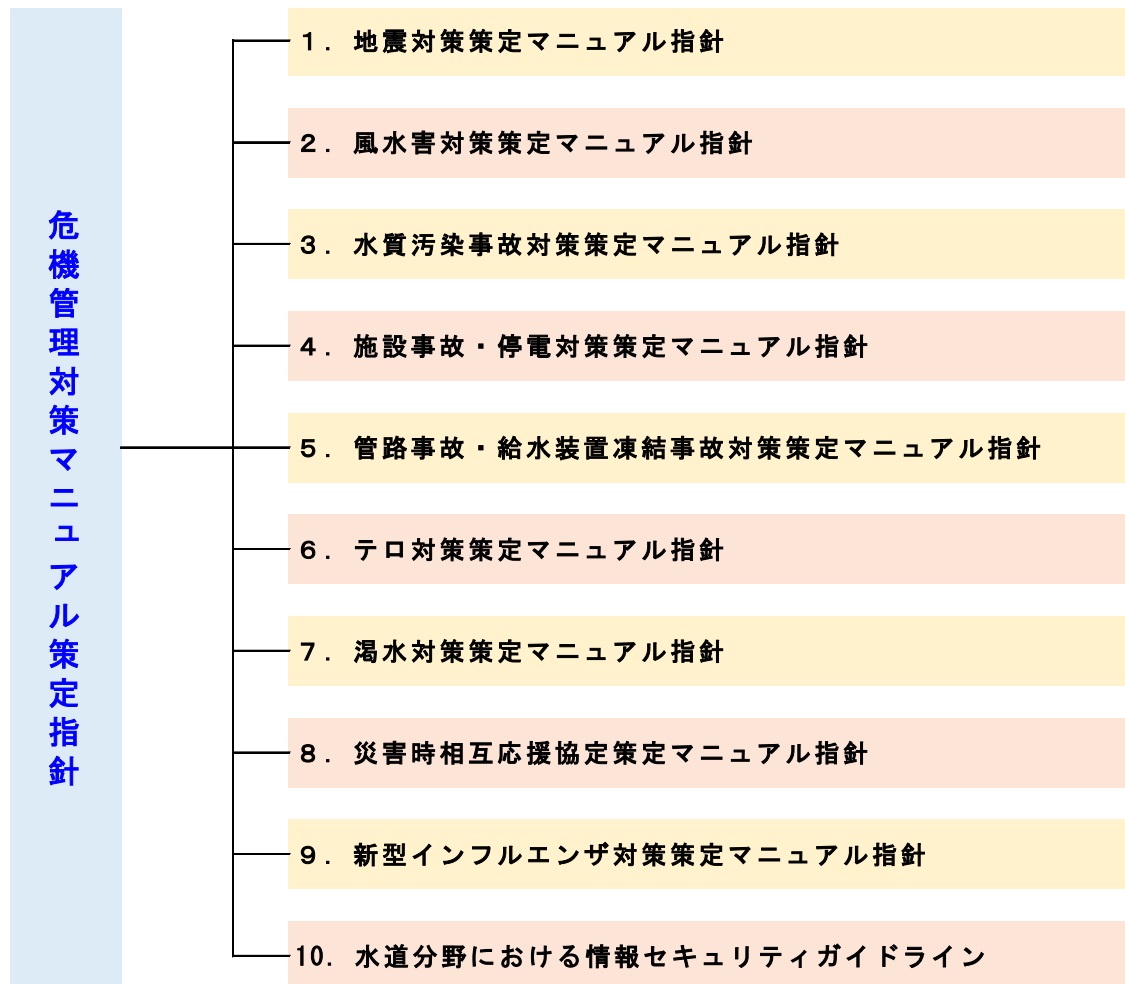 危機管理対策マニュアル策定指針
１．地震対策策定マニュアル指針
２．風水害対策策定マニュアル指針
３．水質汚染事故対策策定マニュアル指針
４．施設事故・停電対策策定マニュアル指針
５．管路事故・給水装置凍結事故対策策定マニュアル指針
６．テロ対策策定マニュアル指針
７．渇水対策策定マニュアル指針
８．災害時相互応援協定策定マニュアル指針
９．新型インフルエンザ対策策定マニュアル指針
10．水道分野における情報セキュリティガイドライン